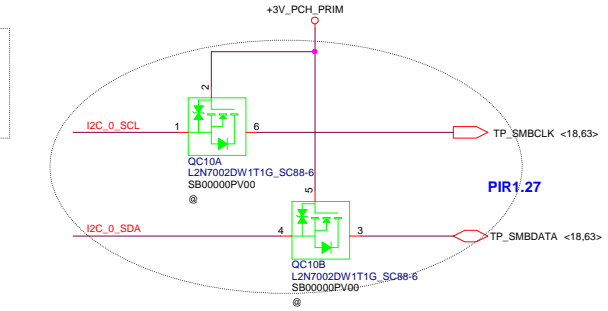 +3V_PCH_PRIM
2
I2C_0_SCL
1
6
TP_SMBCLK <18,63>
QC10A
L2N7002DW1T1G_SC88-6
SB00000PV00
@
5
PIR1.27
I2C_0_SDA
4
3
TP_SMBDATA <18,63>
QC10B
L2N7002DW1T1G_SC88-6
SB00000PV00
@